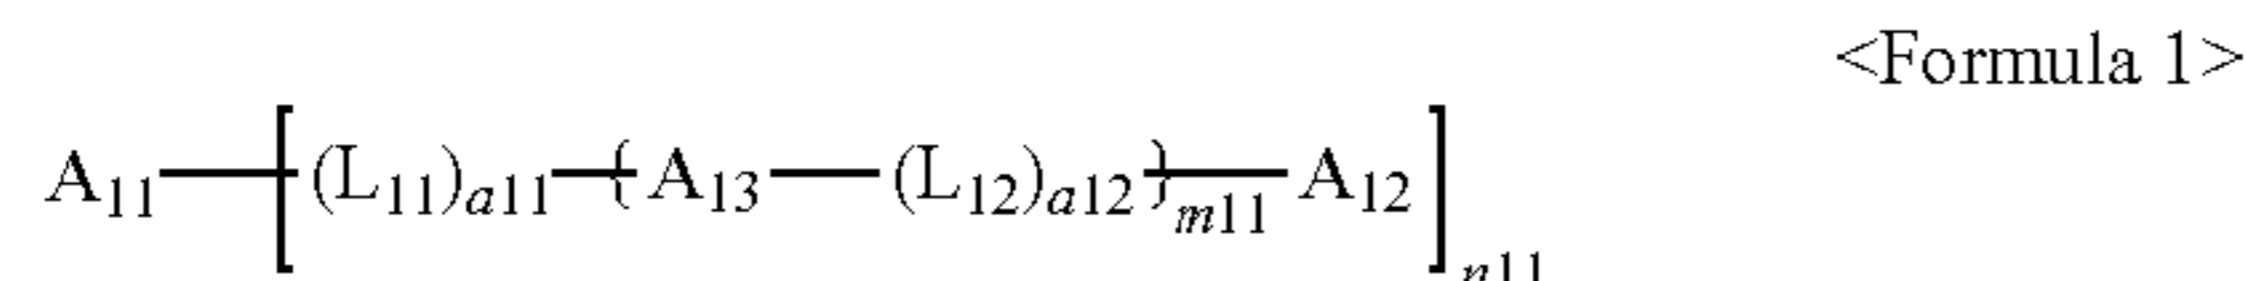 <Formula 1>
A11—[(L11)a11—(A13—(L12)a12)m11—A12]n11